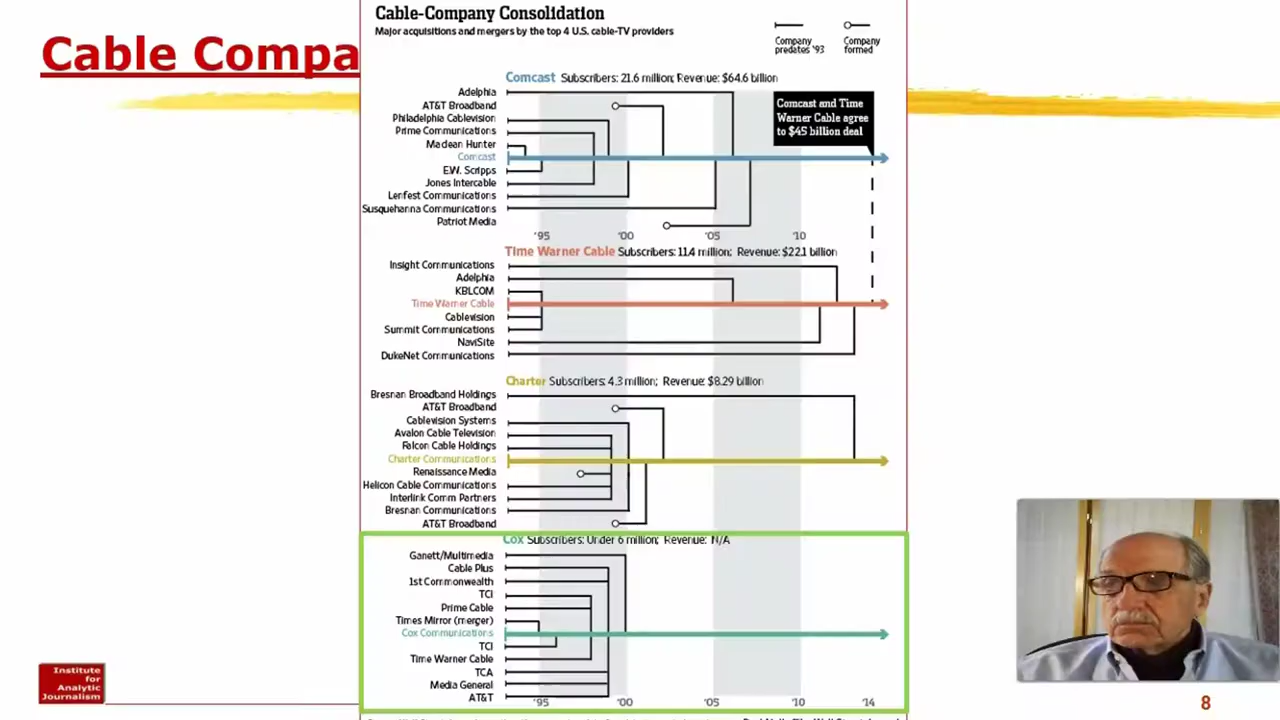 Cable Compa
Cable-Company Consolidation
Major acquisitions and mergers by the top 4 U.S. cable-TV providers
Company predates '93
Company formed
Comcast Subscribers: 21.6 million; Revenue: $64.6 billion
Adelphia
AT&T Broadband
Philadelphia Cablevision
Prime Communications
Maclean Hunter
Comcast
E.W. Scripps
Jones Intercable
Lenfest Communications
Susquehanna Communications
Patriot Media
Comcast and Time
Warner Cable agree
to $45 billion deal
'95 '00 '05 '10
Time Warner Cable Subscribers: 11.4 million; Revenue: $22.1 billion
Insight Communications
Adelphia
KBLCOM
Time Warner Cable
Cablevision
Summit Communications
NaviSite
DukeNet Communications
Charter Subscribers: 4.3 million; Revenue: $8.29 billion
Bresnan Broadband Holdings
AT&T Broadband
Cablevision Systems
Avalon Cable Television
Falcon Cable Holdings
Charter Communications
Renaissance Media
Helicon Cable Communications
Interlink Comm Partners
Bresnan Communications
AT&T Broadband
Cox Subscribers: Under 6 million; Revenue: N/A
Ganett/Multimedia
Cable Plus
1st Commonwealth
TCI
Prime Cable
Times Mirror (merger)
Cox Communications
TCI
Time Warner Cable
TCA
Media General
AT&T
'95 '00 '05 '10 '14
Institute
for
Analytic
Journalism
8